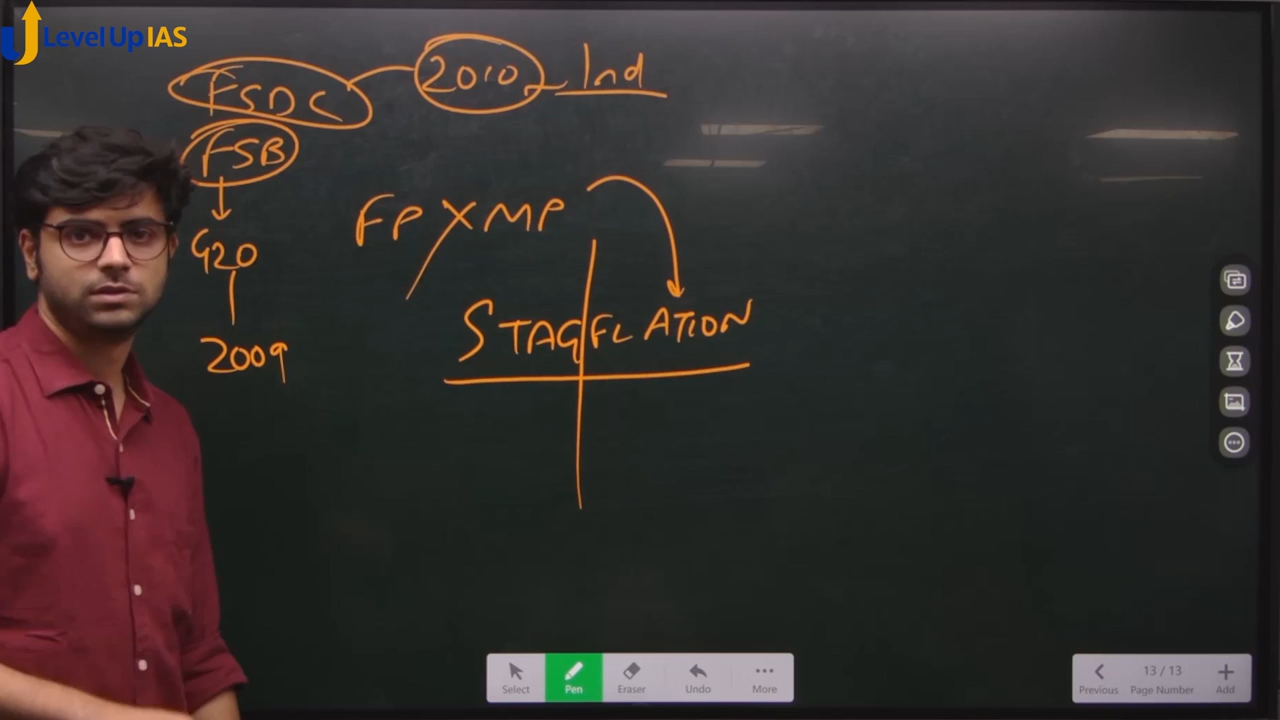 Level Up IAS
FSDC 2010 Ind
FSB
G20
2009
FP X MP
STAGFLATION
Select Pen Eraser Undo More
13 / 13
Previous Page Number Add